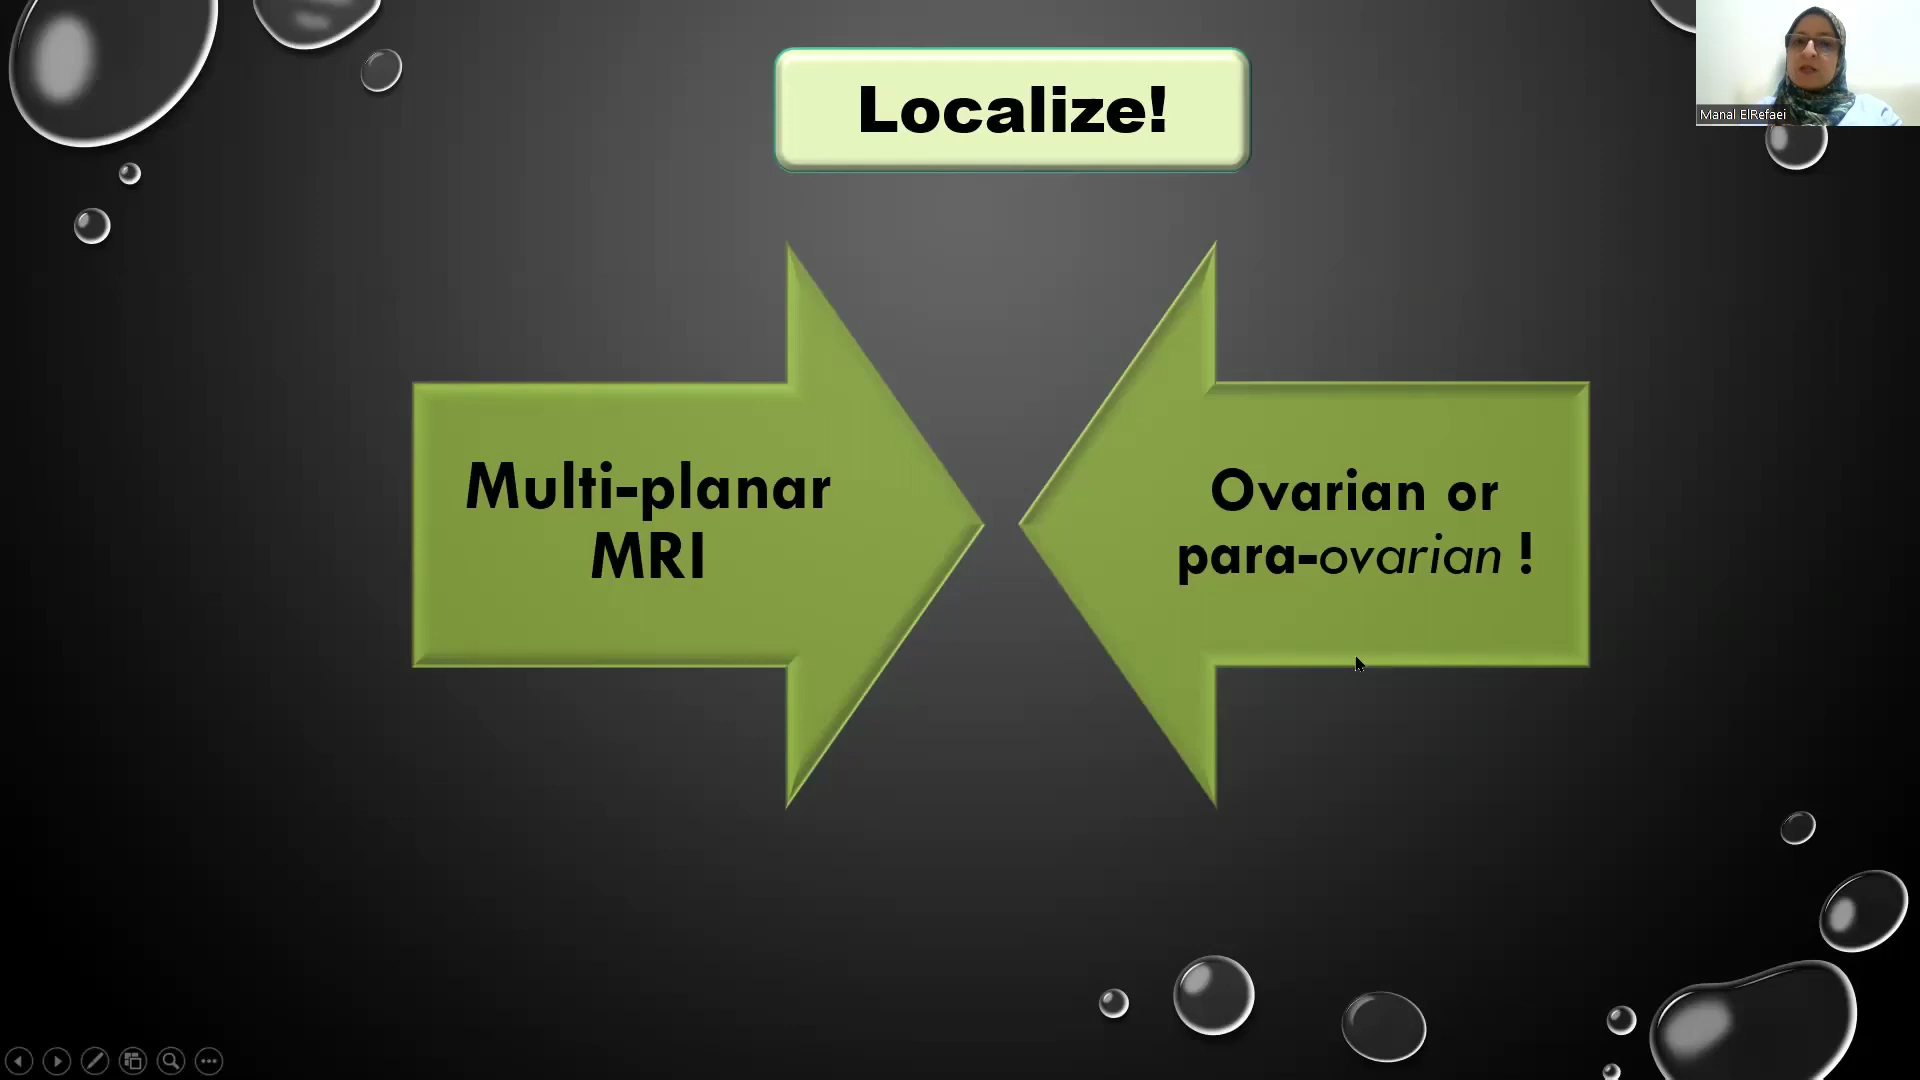 Localize!
Manal ElRefaei
Multi-planar
MRI
Ovarian or
para-ovarian !